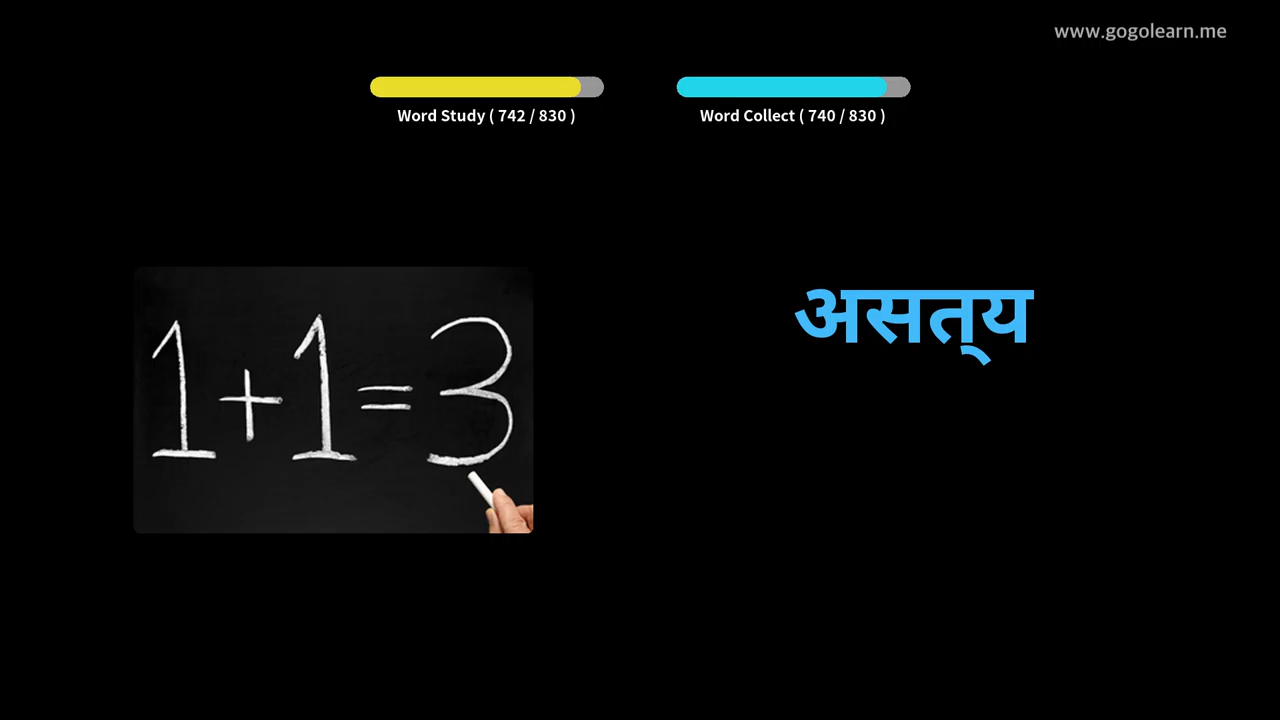 www.gogolearn.me
Word Study ( 742 / 830 )
Word Collect ( 740 / 830 )
1+1=3
असत्‌य